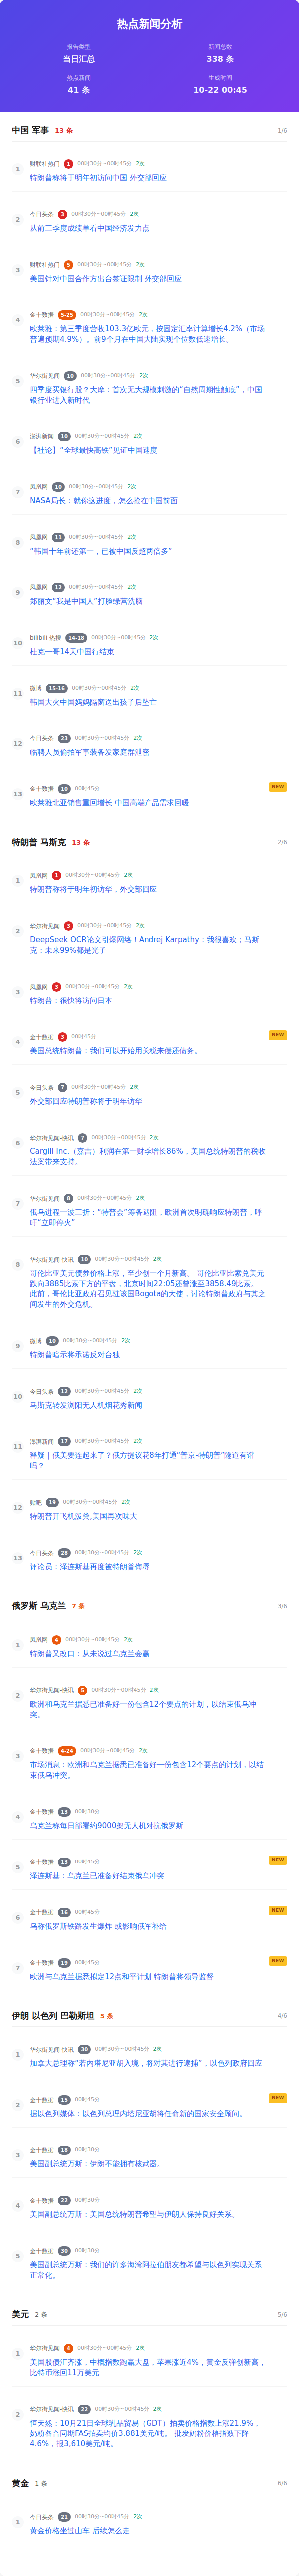 热点新闻分析
报告类型
当日汇总
新闻总数
338 条
热点新闻
41 条
生成时间
10-22 00:45
中国 军事 13 条 1/6
1 财联社热门 1 00时30分~00时45分 2次
特朗普称将于明年初访问中国 外交部回应
2 今日头条 3 00时30分~00时45分 2次
从前三季度成绩单看中国经济发力点
3 财联社热门 5 00时30分~00时45分 2次
美国针对中国合作方出台签证限制 外交部回应
4 金十数据 5-25 00时30分~00时45分 2次
欧莱雅：第三季度营收103.3亿欧元，按固定汇率计算增长4.2%（市场
普遍预期4.9%）。前9个月在中国大陆实现个位数低速增长。
5 华尔街见闻 10 00时30分~00时45分 2次
四季度买银行股？大摩：首次无大规模刺激的“自然周期性触底”，中国
银行业进入新时代
6 澎湃新闻 10 00时30分~00时45分 2次
【社论】“全球最快高铁”见证中国速度
7 凤凰网 10 00时30分~00时45分 2次
NASA局长：就你这进度，怎么抢在中国前面
8 凤凰网 11 00时30分~00时45分 2次
“韩国十年前还第一，已被中国反超两倍多”
9 凤凰网 12 00时30分~00时45分 2次
郑丽文“我是中国人”打脸绿营洗脑
10 bilibili 热搜 14-18 00时30分~00时45分 2次
杜克一哥14天中国行结束
11 微博 15-16 00时30分~00时45分 2次
韩国大火中国妈妈隔窗送出孩子后坠亡
12 今日头条 23 00时30分~00时45分 2次
临聘人员偷拍军事装备发家庭群泄密
13 金十数据 10 00时45分 NEW
欧莱雅北亚销售重回增长 中国高端产品需求回暖
特朗普 马斯克 13 条 2/6
1 凤凰网 1 00时30分~00时45分 2次
特朗普称将于明年初访华，外交部回应
2 华尔街见闻 3 00时30分~00时45分 2次
DeepSeek OCR论文引爆网络！Andrej Karpathy：我很喜欢；马斯
克：未来99%都是光子
3 凤凰网 3 00时30分~00时45分 2次
特朗普：很快将访问日本
4 金十数据 3 00时45分 NEW
美国总统特朗普：我们可以开始用关税来偿还债务。
5 今日头条 7 00时30分~00时45分 2次
外交部回应特朗普称将于明年访华
6 华尔街见闻-快讯 7 00时30分~00时45分 2次
Cargill Inc.（嘉吉）利润在第一财季增长86%，美国总统特朗普的税收
法案带来支持。
7 华尔街见闻 8 00时30分~00时45分 2次
俄乌进程一波三折：“特普会”筹备遇阻，欧洲首次明确响应特朗普，呼
吁“立即停火”
8 华尔街见闻-快讯 10 00时30分~00时45分 2次
哥伦比亚美元债券价格上涨，至少创一个月新高。 哥伦比亚比索兑美元
跌向3885比索下方的平盘，北京时间22:05还曾涨至3858.49比索。
此前，哥伦比亚政府召见驻该国Bogota的大使，讨论特朗普政府与其之
间发生的外交危机。
9 微博 10 00时30分~00时45分 2次
特朗普暗示将承诺反对台独
10 今日头条 12 00时30分~00时45分 2次
马斯克转发浏阳无人机烟花秀新闻
11 澎湃新闻 17 00时30分~00时45分 2次
释疑｜俄美要连起来了？俄方提议花8年打通“普京-特朗普”隧道有谱
吗？
12 贴吧 19 00时30分~00时45分 2次
特朗普开飞机泼粪,美国再次味大
13 今日头条 28 00时30分~00时45分 2次
评论员：泽连斯基再度被特朗普侮辱
俄罗斯 乌克兰 7 条 3/6
1 凤凰网 4 00时30分~00时45分 2次
特朗普又改口：从未说过乌克兰会赢
2 华尔街见闻-快讯 5 00时30分~00时45分 2次
欧洲和乌克兰据悉已准备好一份包含12个要点的计划，以结束俄乌冲
突。
3 金十数据 4-24 00时30分~00时45分 2次
市场消息：欧洲和乌克兰据悉已准备好一份包含12个要点的计划，以结
束俄乌冲突。
4 金十数据 13 00时30分
乌克兰称每日部署约9000架无人机对抗俄罗斯
5 金十数据 13 00时45分 NEW
泽连斯基：乌克兰已准备好结束俄乌冲突
6 金十数据 16 00时45分 NEW
乌称俄罗斯铁路发生爆炸 或影响俄军补给
7 金十数据 19 00时45分 NEW
欧洲与乌克兰据悉拟定12点和平计划 特朗普将领导监督
伊朗 以色列 巴勒斯坦 5 条 4/6
1 华尔街见闻-快讯 30 00时30分~00时45分 2次
加拿大总理称“若内塔尼亚胡入境，将对其进行逮捕”，以色列政府回应
2 金十数据 15 00时45分 NEW
据以色列媒体：以色列总理内塔尼亚胡将任命新的国家安全顾问。
3 金十数据 18 00时30分
美国副总统万斯：伊朗不能拥有核武器。
4 金十数据 22 00时30分
美国副总统万斯：美国总统特朗普希望与伊朗人保持良好关系。
5 金十数据 30 00时30分
美国副总统万斯：我们的许多海湾阿拉伯朋友都希望与以色列实现关系
正常化。
美元 2 条 5/6
1 华尔街见闻 4 00时30分~00时45分 2次
美国股债汇齐涨，中概指数跑赢大盘，苹果涨近4%，黄金反弹创新高，
比特币涨回11万美元
2 华尔街见闻-快讯 22 00时30分~00时45分 2次
恒天然：10月21日全球乳品贸易（GDT）拍卖价格指数上涨21.9%，
奶粉各合同期FAS拍卖均价3.881美元/吨。 批发奶粉价格指数下降
4.6%，报3,610美元/吨。
黄金 1 条 6/6
1 今日头条 21 00时30分~00时45分 2次
黄金价格坐过山车 后续怎么走